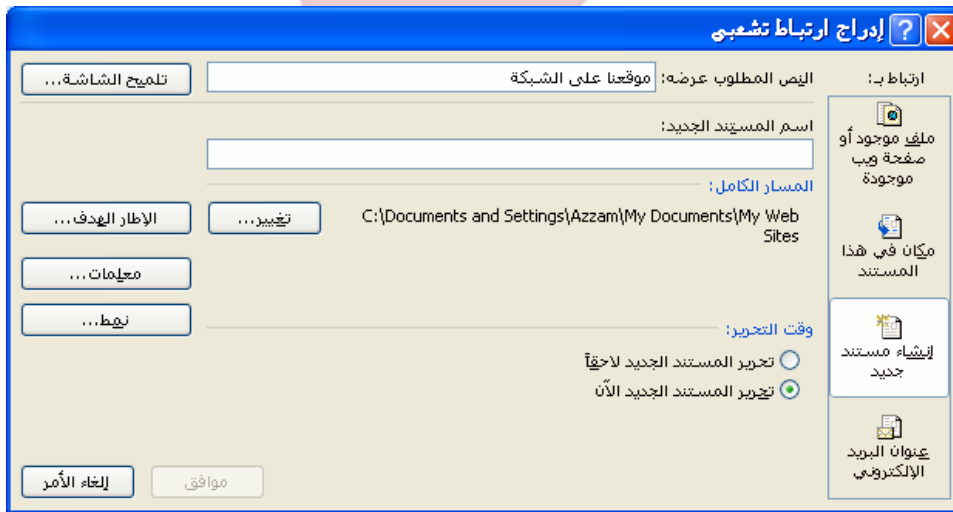 إدراج ارتباط تشعبي
ارتباط بـ:
النص المطلوب عرضه: موقعنا على الشبكة
تلميح الشاشة...
ملف موجود أو
صفحة ويب
موجودة
مكان في هذا
المستند
إنشاء مستند
جديد
عنوان البريد
الإلكتروني
اسم المستند الجديد:
المسار الكامل:
C:\Documents and Settings\Azzam\My Documents\My Web
Sites
تغيير...
الإطار الهدف...
معلمات...
نمط...
وقت التحرير:
تحرير المستند الجديد لاحقاً
تحرير المستند الجديد الآن
موافق
إلغاء الأمر